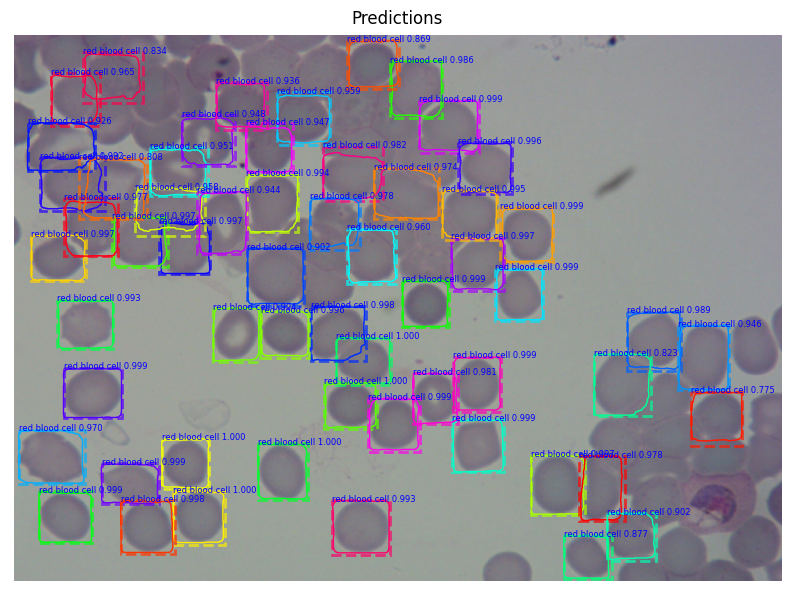 Predictions
red blood cell 0.869
red blood cell 0.834
red blood cell 0.986
red blood cell 0.965
red blood cell 0.936
red blood cell 0.959
red blood cell 0.999
red blood cell 0.948
red blood cell 0.926
red blood cell 0.947
red blood cell 0.996
red blood cell 0.982
red blood cell 0.951
red blood cell 0.808
red blood cell 0.974
red blood cell 0.994
red blood cell 0.958
red blood cell 0.944
red blood cell 0.995
red blood cell 0.977
red blood cell 0.978
red blood cell 0.999
red blood cell 0.997
red blood cell 0.997
red blood cell 0.960
red blood cell 0.997
red blood cell 0.997
red blood cell 0.902
red blood cell 0.999
red blood cell 0.999
red blood cell 0.993
red blood cell 0.998
red blood cell
red blood cell 0.996
red blood cell 0.989
red blood cell 0.946
red blood cell 1.000
red blood cell 0.823
red blood cell 0.999
red blood cell 0.981
red blood cell 1.000
red blood cell 0.999
red blood cell 0.775
red blood cell 0.999
red blood cell 0.999
red blood cell 0.970
red blood cell 1.000
red blood cell 1.000
red blood cell 0.978
red blood cell 0.999
red blood cell 0.999
red blood cell 1.000
red blood cell 0.998
red blood cell 0.993
red blood cell 0.902
red blood cell 0.877